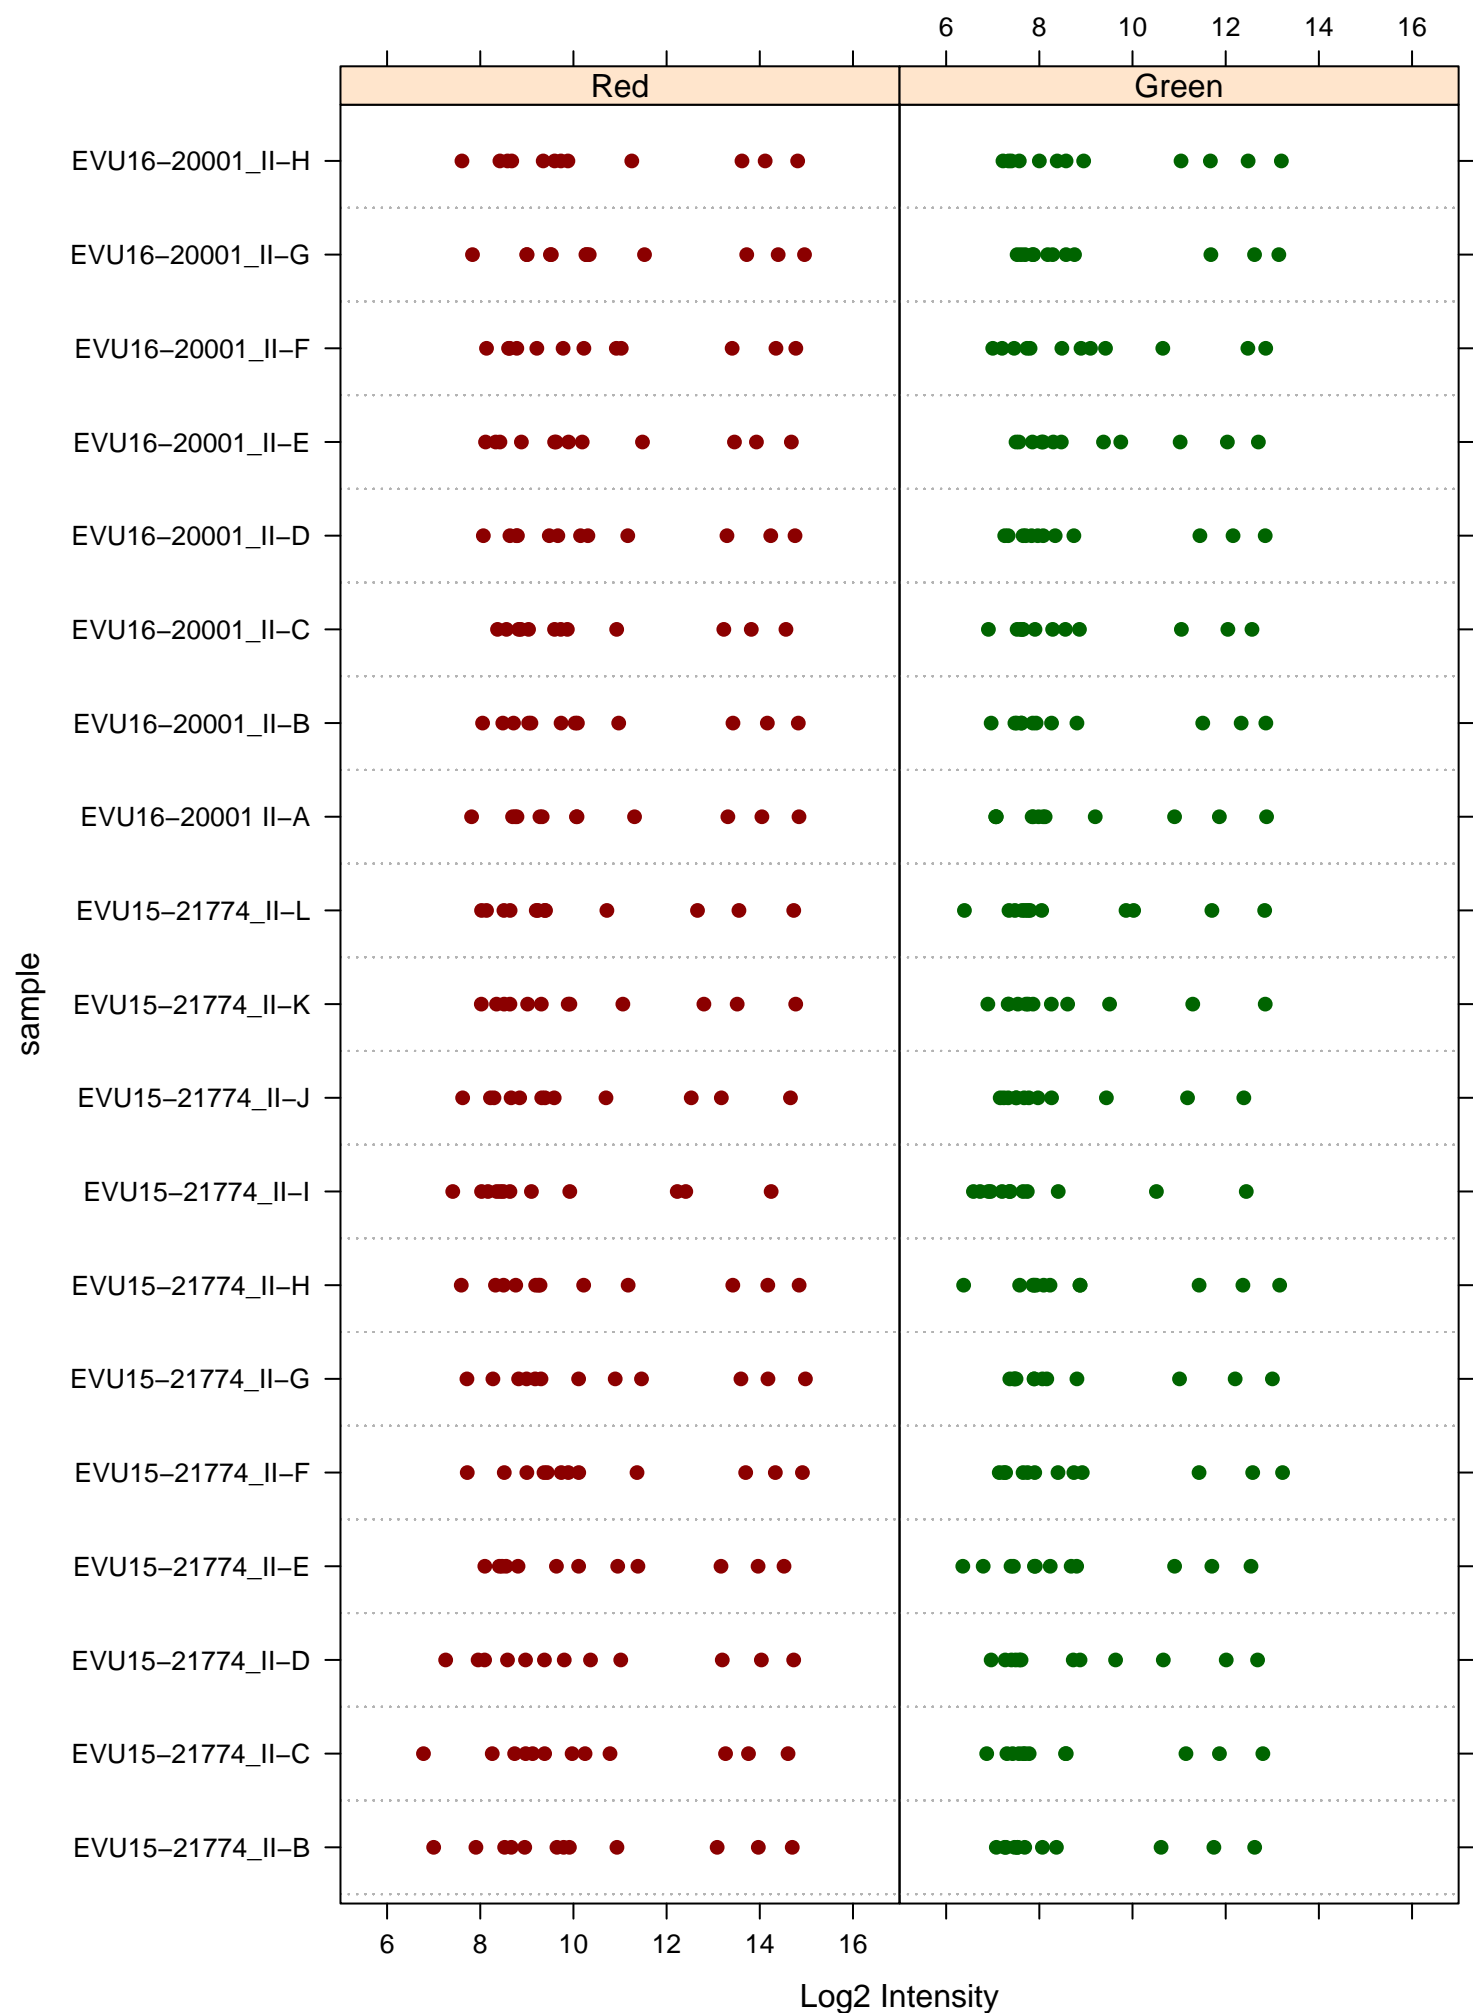 6 8 10 12 14 16
Red Green
EVU16−20001_II−H
EVU16−20001_II−G
EVU16−20001_II−F
EVU16−20001_II−E
EVU16−20001_II−D
EVU16−20001_II−C
EVU16−20001_II−B
EVU16−20001 II−A
EVU15−21774_II−L
EVU15−21774_II−K
EVU15−21774_II−J
EVU15−21774_II−I
EVU15−21774_II−H
EVU15−21774_II−G
EVU15−21774_II−F
EVU15−21774_II−E
EVU15−21774_II−D
EVU15−21774_II−C
EVU15−21774_II−B
sample
6 8 10 12 14 16
Log2 Intensity